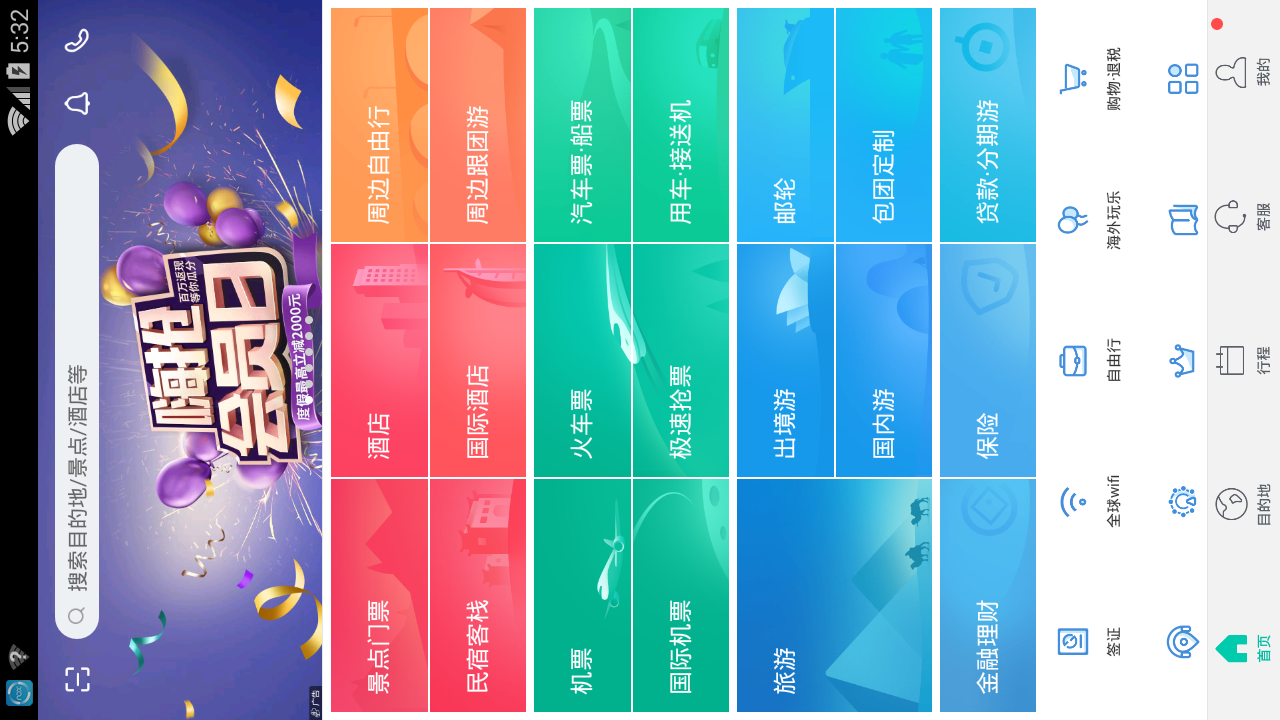 5:32
搜索目的地/景点/酒店等
嗨抢
百万返现
等你瓜分
会员日
度假最高立减2000元
广告
景点门票
酒店
周边自由行
民宿客栈
国际酒店
周边跟团游
机票
火车票
汽车票·船票
国际机票
极速抢票
用车·接送机
旅游
出境游
邮轮
国内游
包团定制
金融理财
保险
贷款·分期游
签证
全球wifi
自由行
海外玩乐
购物·退税
首页
目的地
行程
客服
我的